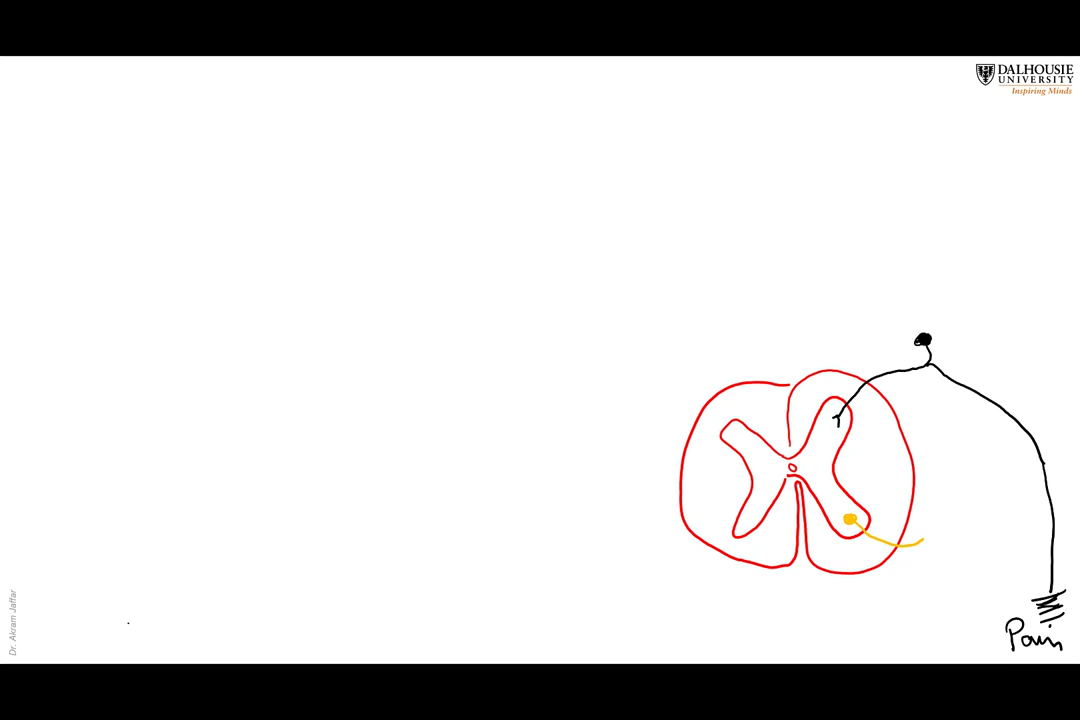 DALHOUSIE
UNIVERSITY
Inspiring Minds
Pain
Dr. Akram Jaffar